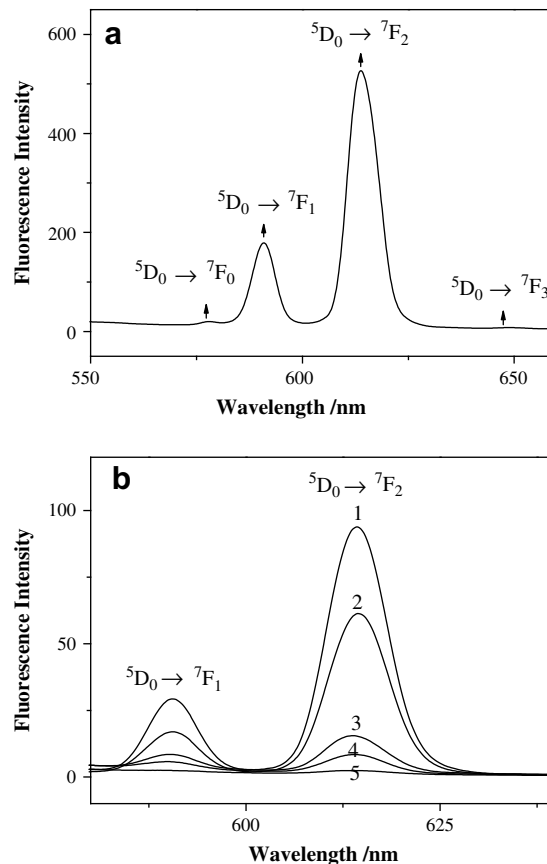 a
600
400
200
0
Fluorescence Intensity
⁵D₀ → ⁷F₂
⁵D₀ → ⁷F₁
⁵D₀ → ⁷F₀
⁵D₀ → ⁷F₃
550
600
650
Wavelength /nm
b
100
50
0
Fluorescence Intensity
⁵D₀ → ⁷F₂
1
2
⁵D₀ → ⁷F₁
3
4
5
600
625
Wavelength /nm